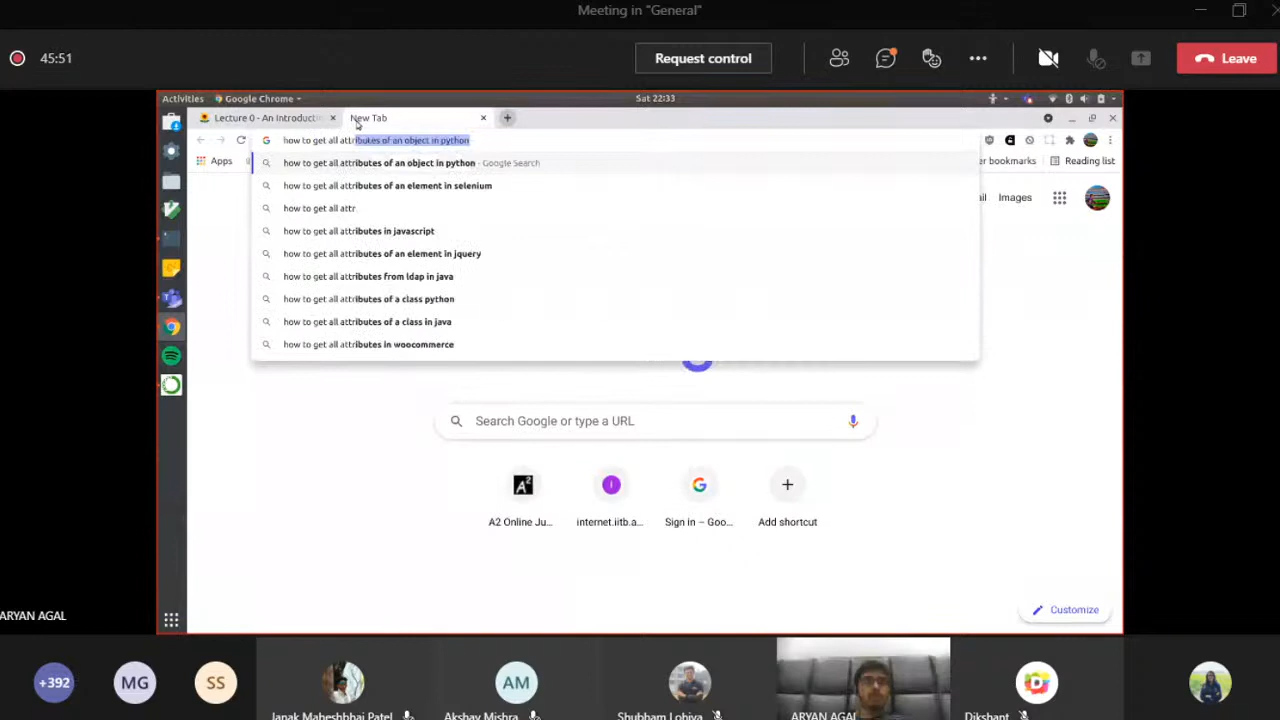 Meeting in "General"
45:51
Request control
Leave
Activities
Google Chrome
Sat 22:33
Lecture 0 - An Introducti
New Tab
how to get all attributes of an object in python
Apps
er bookmarks
Reading list
how to get all attributes of an object in python - Google Search
how to get all attributes of an element in selenium
how to get all attr
how to get all attributes in javascript
how to get all attributes of an element in jquery
how to get all attributes from ldap in java
how to get all attributes of a class python
how to get all attributes of a class in java
how to get all attributes in woocommerce
ail
Images
Search Google or type a URL
A2
A2 Online Ju...
internet.iitb.a...
Sign in – Goo...
Add shortcut
Customize
ARYAN AGAL
+392
MG
SS
Janak Maheshbhai Patel
AM
Akshay Mishra
Shubham Lohiya
ARYAN AGAL
Dikshant